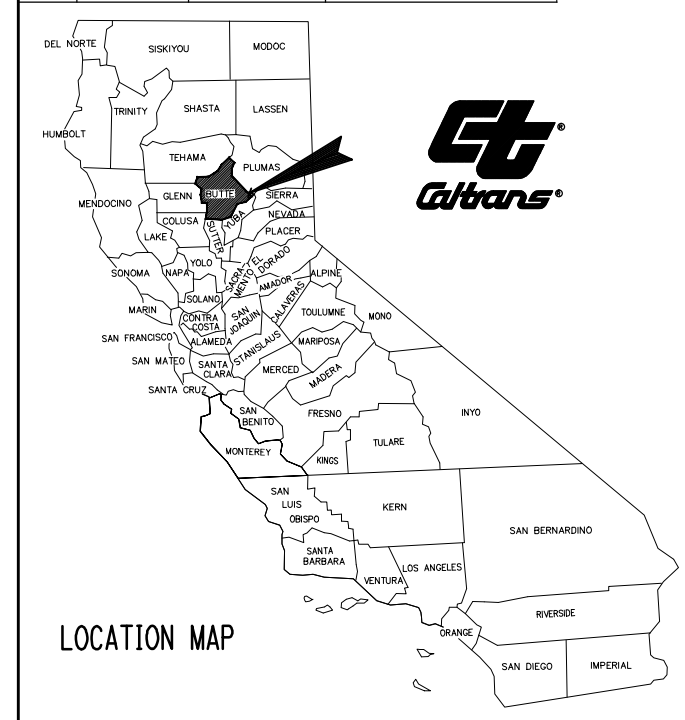 DEL NORTE
SISKIYOU
MODOC
TRINITY
SHASTA
LASSEN
HUMBOLT
TEHAMA
PLUMAS
Ct®
Caltrans®
MENDOCINO
GLENN
BUTTE
SIERRA
COLUSA
SUTTER
YUBA
NEVADA
LAKE
PLACER
SONOMA
NAPA
YOLO
SACRA-
MENTO
EL
DORADO
ALPINE
SOLANO
AMADOR
CALAVERAS
MARIN
CONTRA
COSTA
SAN
JOAQUIN
TOULUMNE
MONO
SAN FRANCISCO
ALAMEDA
STANISLAUS
MARIPOSA
SAN MATEO
SANTA
CLARA
MERCED
MADERA
SANTA CRUZ
SAN
BENITO
FRESNO
INYO
MONTEREY
KINGS
TULARE
SAN
LUIS
OBISPO
KERN
SAN BERNARDINO
SANTA
BARBARA
VENTURA
LOS ANGELES
ORANGE
RIVERSIDE
SAN DIEGO
IMPERIAL
LOCATION MAP